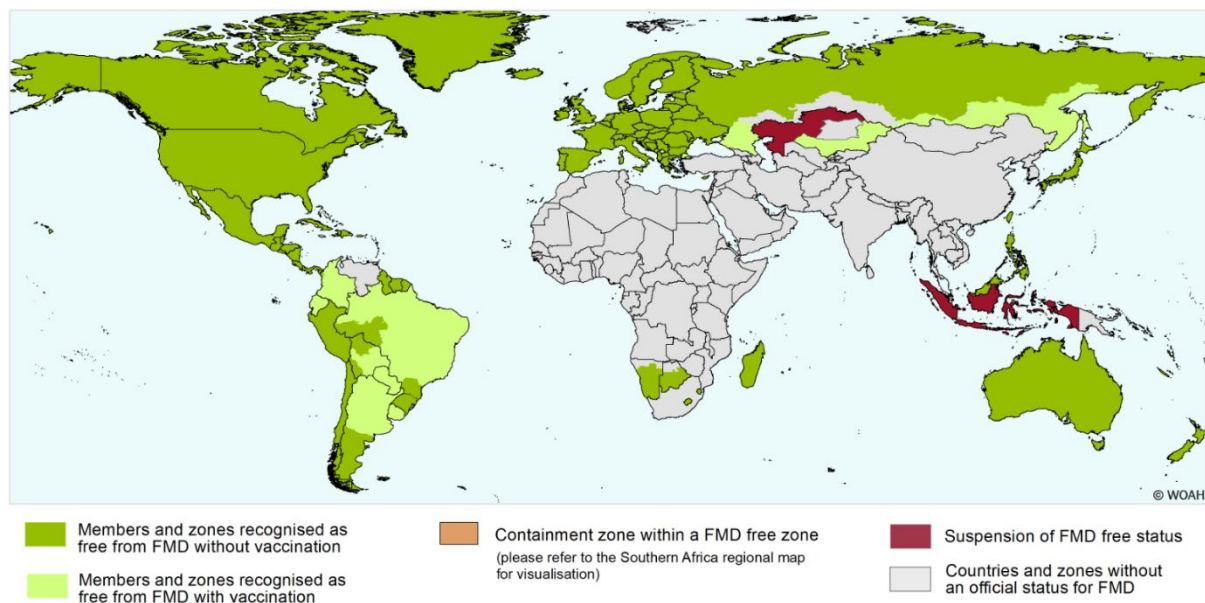 © WOAH
Members and zones recognised as
free from FMD without vaccination
Members and zones recognised as
free from FMD with vaccination
Containment zone within a FMD free zone
(please refer to the Southern Africa regional map
for visualisation)
Suspension of FMD free status
Countries and zones without
an official status for FMD